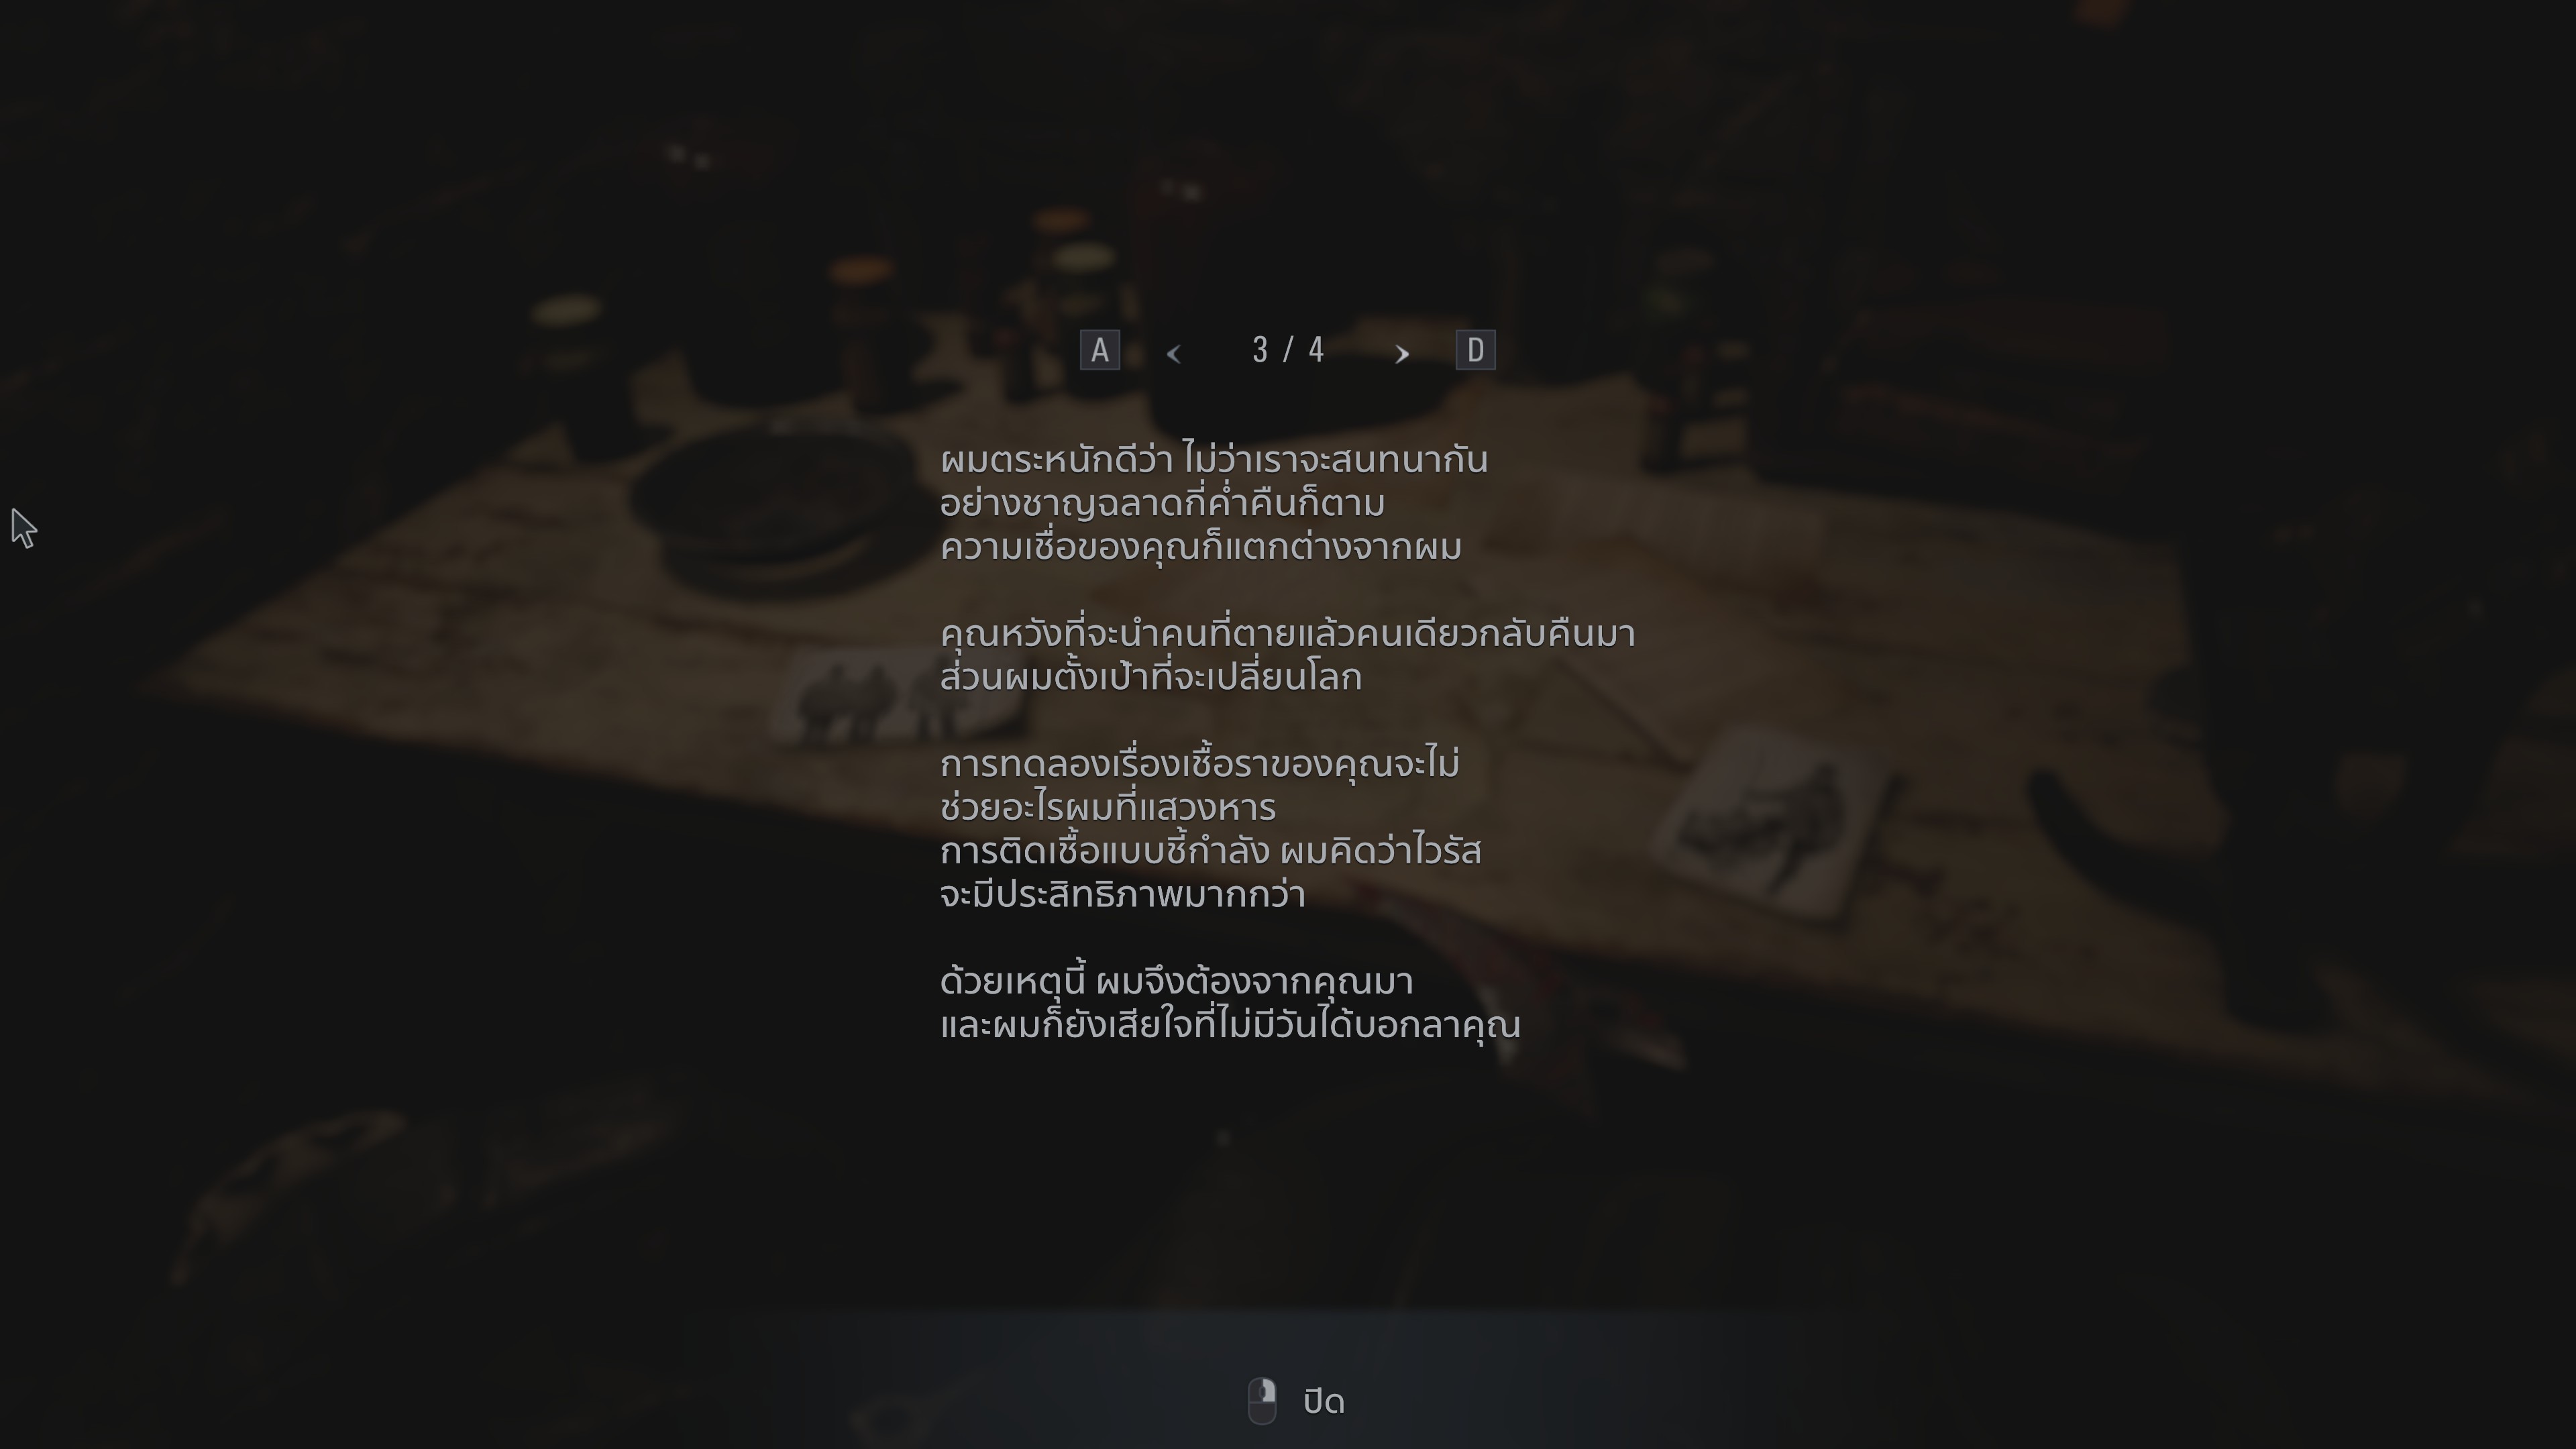 A < 3 / 4 > D
ผมตระหนักดีว่า ไม่ว่าเราจะสนทนากัน
อย่างชาญฉลาดกี่ค่ำคืนก็ตาม
ความเชื่อของคุณก็แตกต่างจากผม
คุณหวังที่จะนำคนที่ตายแล้วคนเดียวกลับคืนมา
ส่วนผมตั้งเป้าที่จะเปลี่ยนโลก
การทดลองเรื่องเชื้อราของคุณจะไม่
ช่วยอะไรผมที่แสวงหาร
การติดเชื้อแบบชี้กำลัง ผมคิดว่าไวรัส
จะมีประสิทธิภาพมากกว่า
ด้วยเหตุนี้ ผมจึงต้องจากคุณมา
และผมก็ยังเสียใจที่ไม่มีวันได้บอกลาคุณ
ปิด